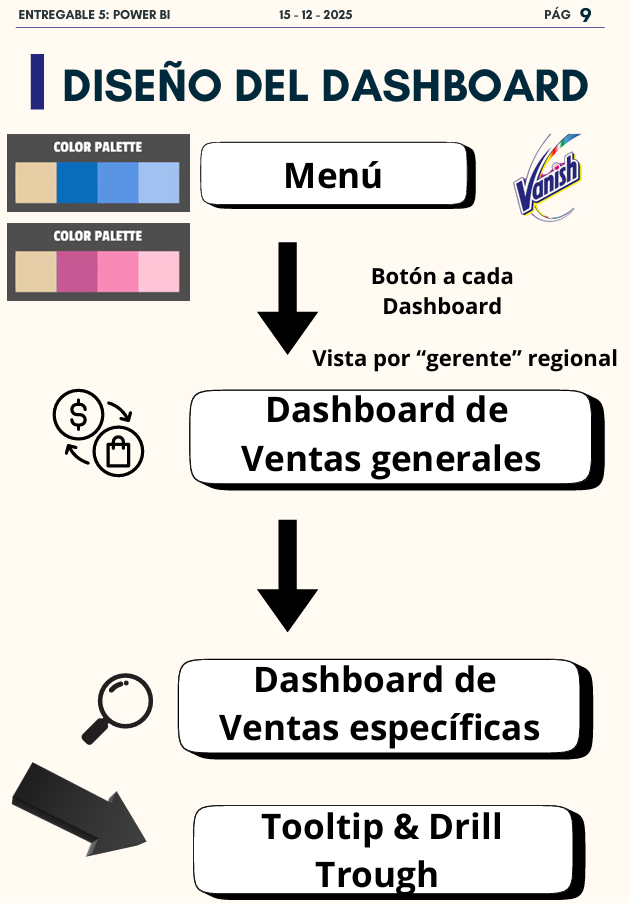 ENTREGABLE 5: POWER BI 15 - 12 - 2025 PÁG 9
DISEÑO DEL DASHBOARD
COLOR PALETTE
Menú
Vanish
COLOR PALETTE
Botón a cada
Dashboard
Vista por “gerente” regional
$
Dashboard de
Ventas generales
Dashboard de
Ventas específicas
Tooltip & Drill
Trough